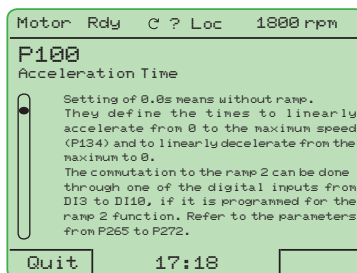 Motor Rdy C ? Loc 1800 rpm
P100
Acceleration Time
Setting of 0.0s means without ramp.
They define the times to linearly
accelerate from 0 to the maximum speed
(P134) and to linearly decelerate from the
maximum to 0.
The commutation to the ramp 2 can be done
through one of the digital inputs from
DI3 to DI10, if it is programmed for the
ramp 2 function. Refer to the parameters
from P265 to P272.
Quit 17:18